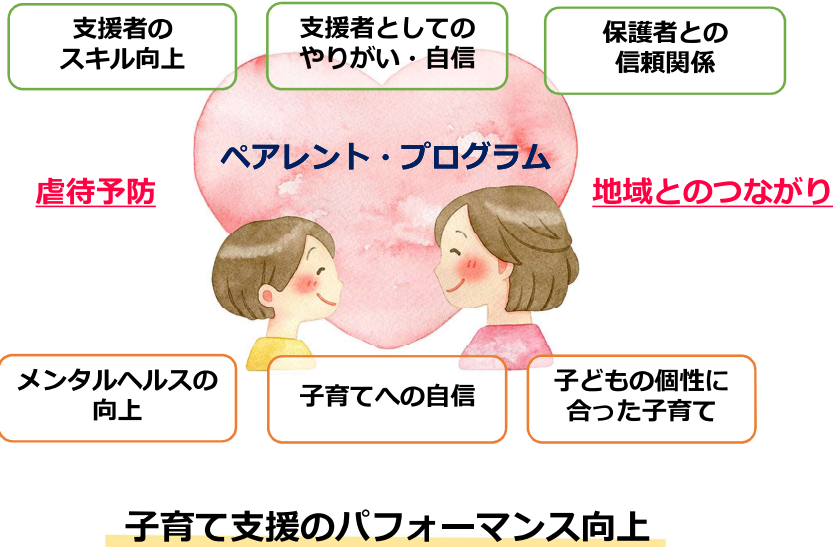 支援者の
スキル向上
支援者としての
やりがい・自信
保護者との
信頼関係
ペアレント・プログラム
虐待予防
地域とのつながり
メンタルヘルスの
向上
子育てへの自信
子どもの個性に
合った子育て
子育て支援のパフォーマンス向上